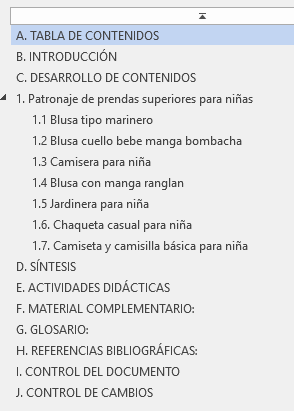 A. TABLA DE CONTENIDOS
B. INTRODUCCIÓN
C. DESARROLLO DE CONTENIDOS
1. Patronaje de prendas superiores para niñas
1.1 Blusa tipo marinero
1.2 Blusa cuello bebe manga bombacha
1.3 Camisera para niña
1.4 Blusa con manga ranglan
1.5 Jardinera para niña
1.6. Chaqueta casual para niña
1.7. Camiseta y camisilla básica para niña
D. SÍNTESIS
E. ACTIVIDADES DIDÁCTICAS
F. MATERIAL COMPLEMENTARIO:
G. GLOSARIO:
H. REFERENCIAS BIBLIOGRÁFICAS:
I. CONTROL DEL DOCUMENTO
J. CONTROL DE CAMBIOS